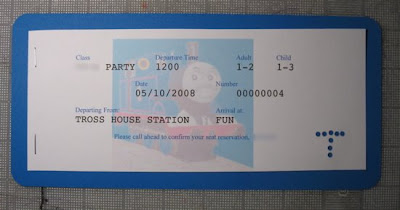 Class Departure Time Adult Child
PARTY 1200 1-2 1-3
Date Number
05/10/2008 00000004
Departing From: Arrival at:
TROSS HOUSE STATION FUN
Please call ahead to confirm your seat reservation,
T